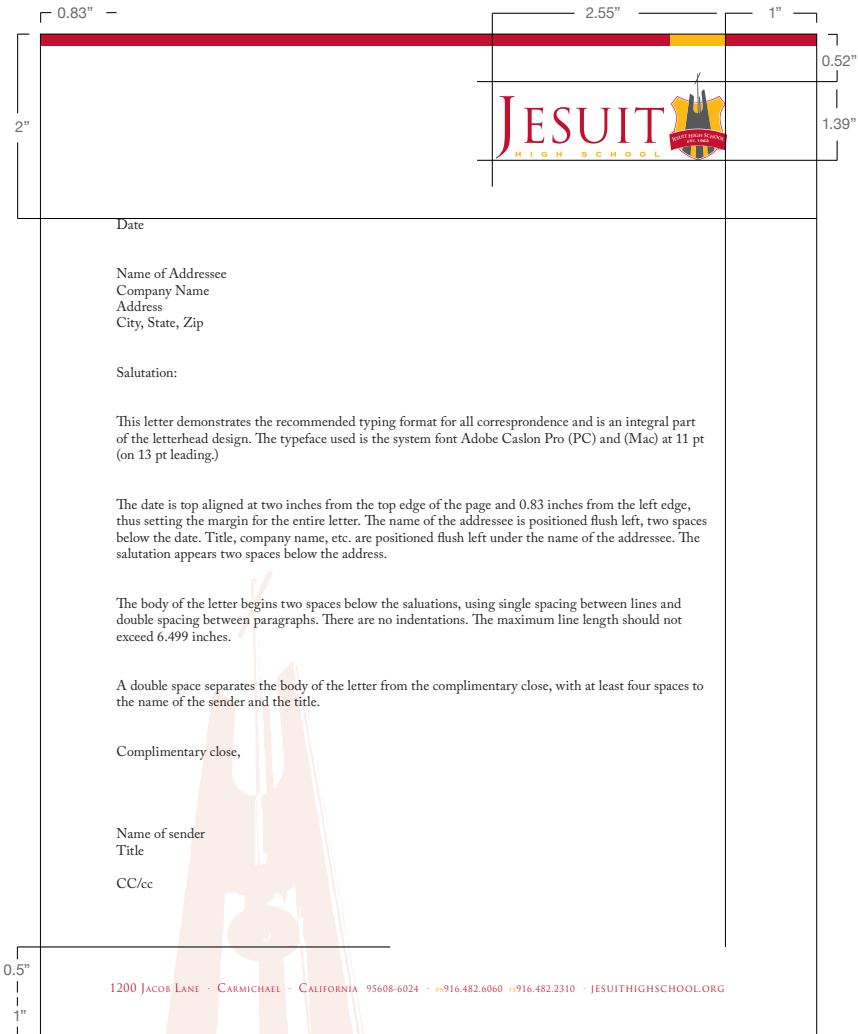 0.83”
2.55”
1”
0.52”
1.39”
2”
JESUIT
HIGH SCHOOL
JESUIT HIGH SCHOOL
EST. 1963
Date
Name of Addressee
Company Name
Address
City, State, Zip
Salutation:
This letter demonstrates the recommended typing format for all correspondence and is an integral part
of the letterhead design. The typeface used is the system font Adobe Caslon Pro (PC) and (Mac) at 11 pt
(on 13 pt leading.)
The date is top aligned at two inches from the top edge of the page and 0.83 inches from the left edge,
thus setting the margin for the entire letter. The name of the addressee is positioned flush left, two spaces
below the date. Title, company name, etc. are positioned flush left under the name of the addressee. The
salutation appears two spaces below the address.
The body of the letter begins two spaces below the saluations, using single spacing between lines and
double spacing between paragraphs. There are no indentations. The maximum line length should not
exceed 6.499 inches.
A double space separates the body of the letter from the complimentary close, with at least four spaces to
the name of the sender and the title.
Complimentary close,
Name of sender
Title
CC/cc
0.5”
1200 Jacob Lane · Carmichael · California 95608-6024 · PH916.482.6060 FX916.482.2310 · JESUITHIGHSCHOOL.ORG
1”